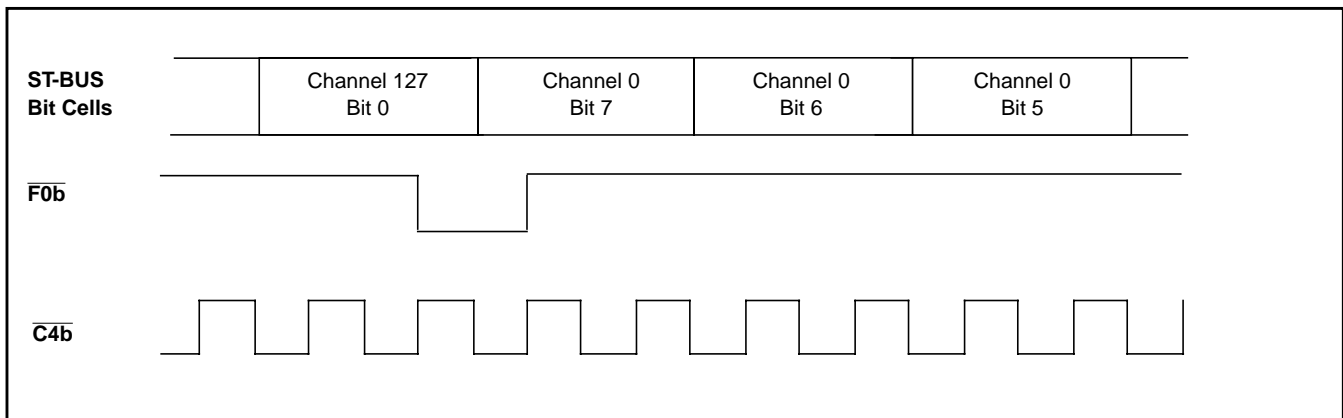 ST-BUS
Bit Cells
Channel 127
Bit 0
Channel 0
Bit 7
Channel 0
Bit 6
Channel 0
Bit 5
F0b
C4b